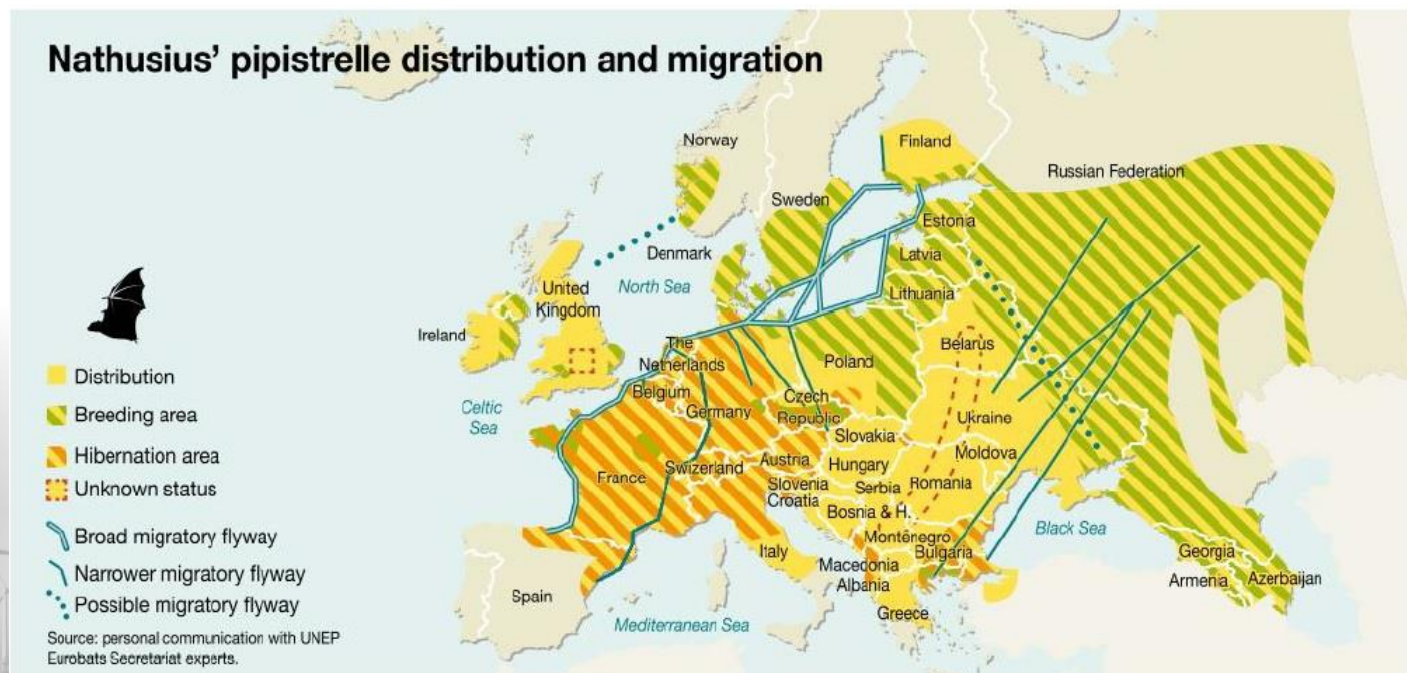 Nathusius' pipistrelle distribution and migration
Norway
Finland
Russian Federation
Sweden
Estonia
Denmark
Latvia
North Sea
United
Kingdom
Lithuania
Ireland
The
Netherlands
Belarus
Poland
Belgium
Celtic
Sea
Germany
Czech
Republic
Ukraine
Slovakia
Moldova
France
Swizerland
Austria
Hungary
Slovenia
Serbia
Romania
Croatia
Bosnia & H.
Black Sea
Montenegro
Italy
Bulgaria
Georgia
Macedonia
Armenia
Azerbaijan
Albania
Spain
Greece
Mediterranean Sea
Distribution
Breeding area
Hibernation area
Unknown status
Broad migratory flyway
Narrower migratory flyway
Possible migratory flyway
Source: personal communication with UNEP
Eurobats Secretariat experts.